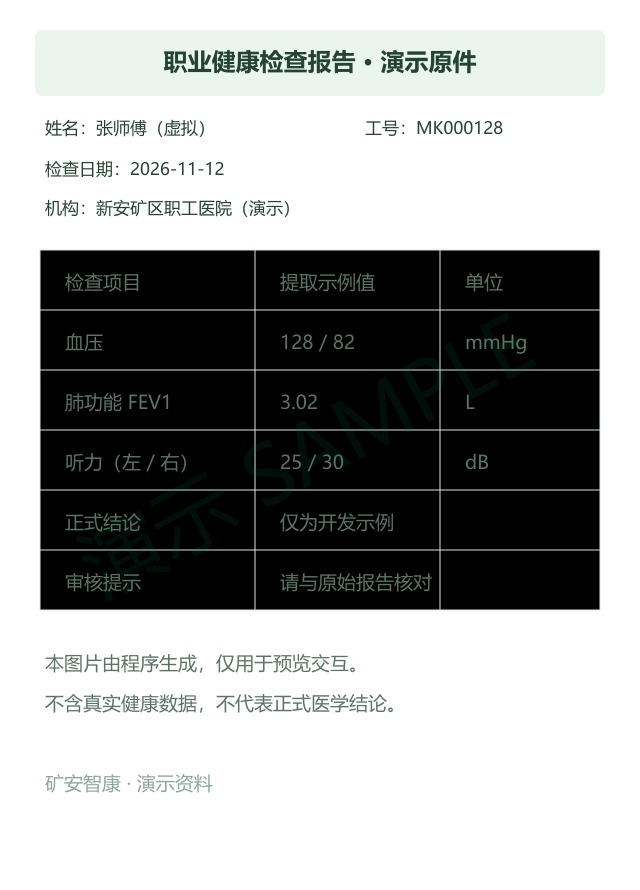 职业健康检查报告·演示原件
姓名：张师傅（虚拟） 工号：MK000128
检查日期：2026-11-12
机构：新安矿区职工医院（演示）
检查项目 提取示例值 单位
血压 128 / 82 mmHg
肺功能 FEV1 3.02 L
听力（左 / 右） 25 / 30 dB
正式结论 仅为开发示例
审核提示 请与原始报告核对
演示 SAMPLE
本图片由程序生成，仅用于预览交互。
不含真实健康数据，不代表正式医学结论。
矿安智康 · 演示资料